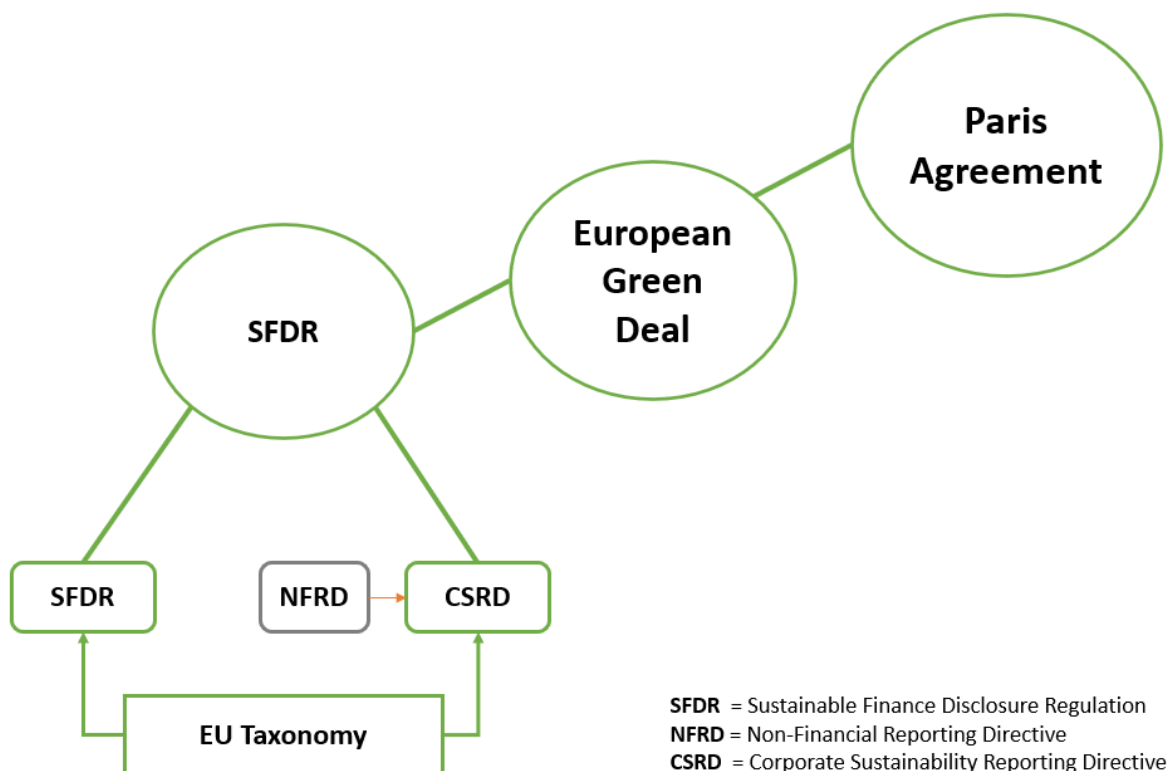 Paris
Agreement
European
Green
Deal
SFDR
SFDR
NFRD
CSRD
EU Taxonomy
SFDR = Sustainable Finance Disclosure Regulation
NFRD = Non-Financial Reporting Directive
CSRD = Corporate Sustainability Reporting Directive